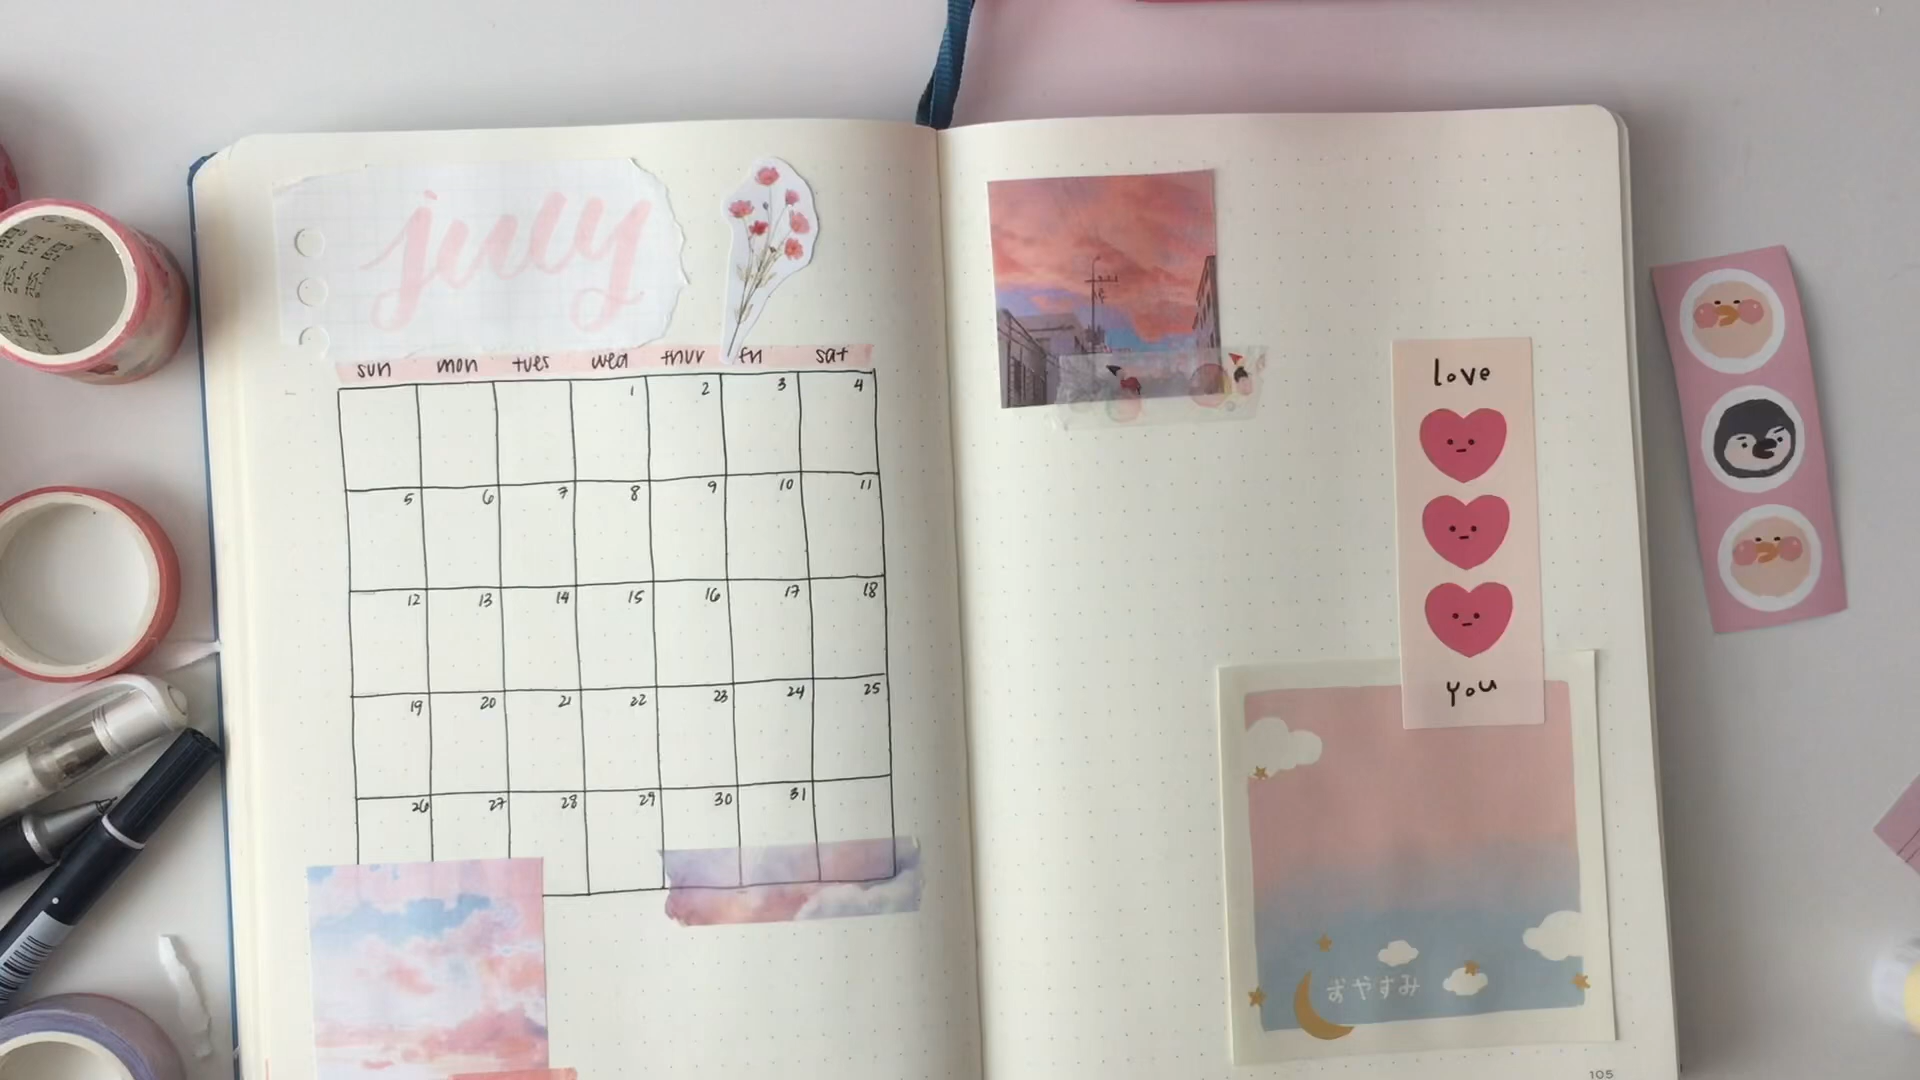 july
sun mon tues wed thur fri sat
1 2 3 4
5 6 7 8 9 10 11
12 13 14 15 16 17 18
19 20 21 22 23 24 25
26 27 28 29 30 31
love
you
おやすみ
105